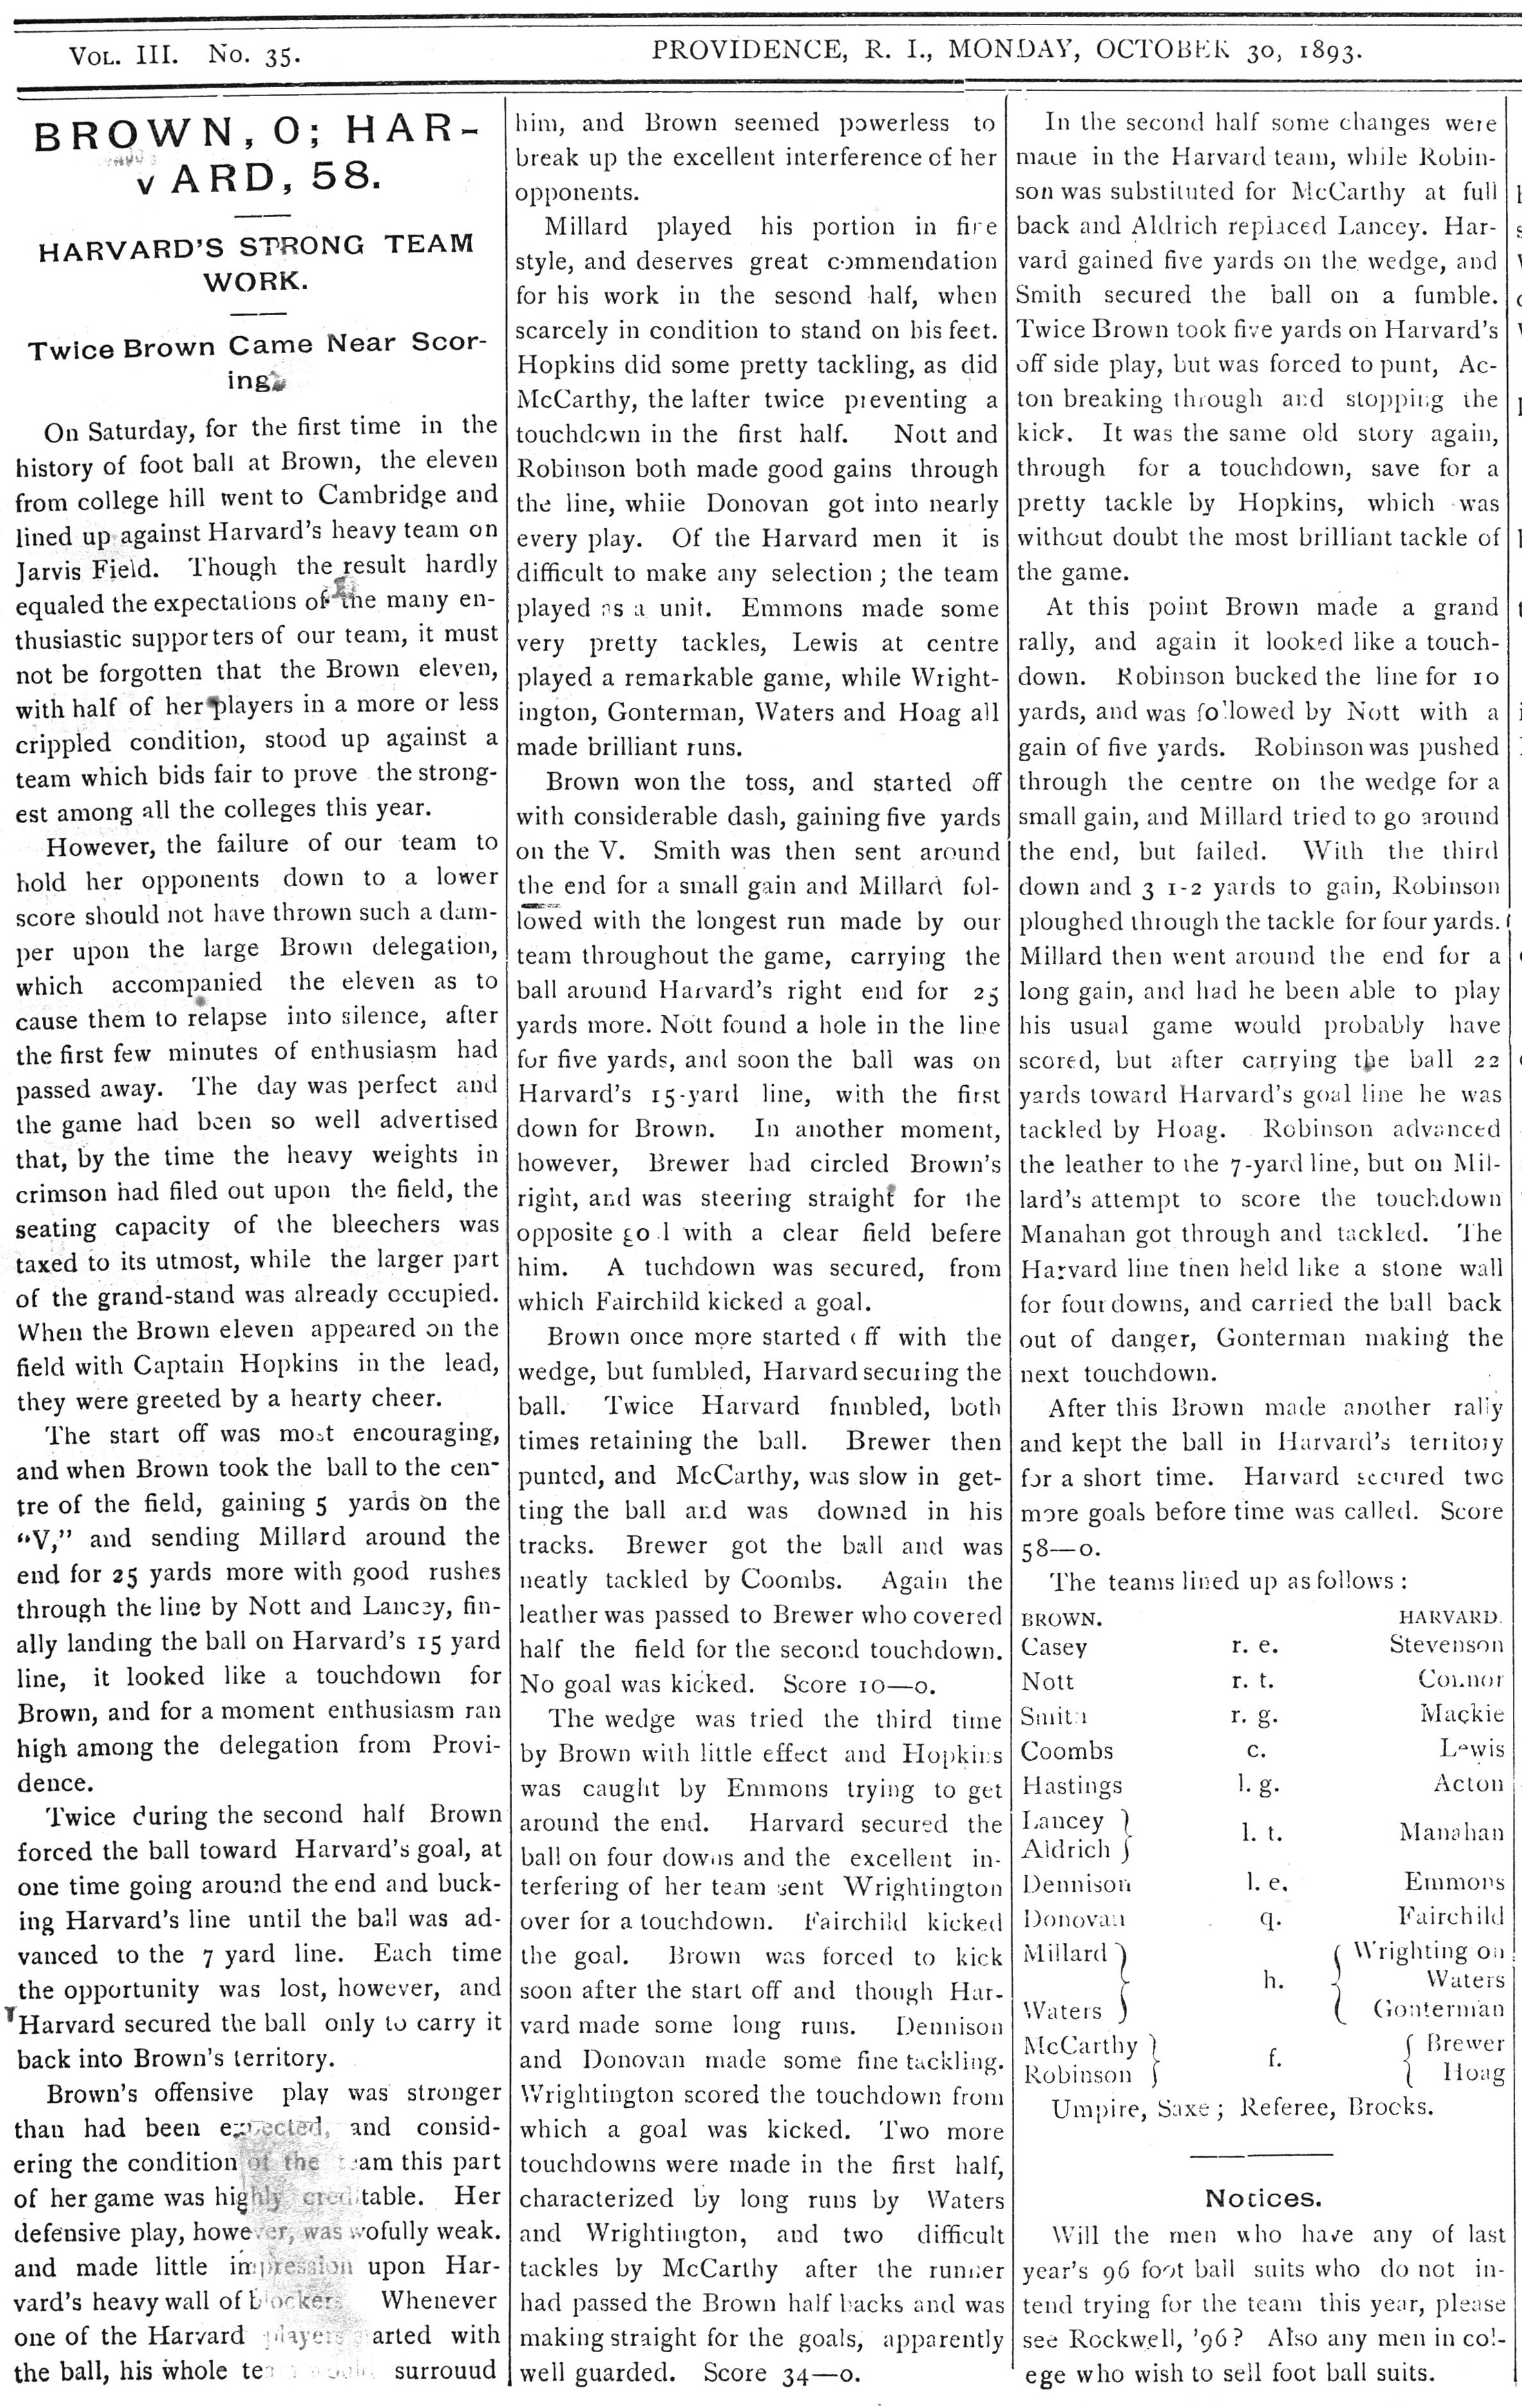 VOL. III. No. 35.
PROVIDENCE, R. I., MONDAY, OCTOBER 30, 1893.
BROWN, 0; HAR-
VARD, 58.
HARVARD'S STRONG TEAM
WORK.
Twice Brown Came Near Scor-
ing.
On Saturday, for the first time in the
history of foot ball at Brown, the eleven
from college hill went to Cambridge and
lined up against Harvard's heavy team on
Jarvis Field. Though the result hardly
equaled the expectations of the many en-
thusiastic supporters of our team, it must
not be forgotten that the Brown eleven,
with half of her players in a more or less
crippled condition, stood up against a
team which bids fair to prove the strong-
est among all the colleges this year.
However, the failure of our team to
hold her opponents down to a lower
score should not have thrown such a dam-
per upon the large Brown delegation,
which accompanied the eleven as to
cause them to relapse into silence, after
the first few minutes of enthusiasm had
passed away. The day was perfect and
the game had been so well advertised
that, by the time the heavy weights in
crimson had filed out upon the field, the
seating capacity of the bleechers was
taxed to its utmost, while the larger part
of the grand-stand was already occupied.
When the Brown eleven appeared on the
field with Captain Hopkins in the lead,
they were greeted by a hearty cheer.
The start off was most encouraging,
and when Brown took the ball to the cen-
tre of the field, gaining 5 yards on the
"V," and sending Millard around the
end for 25 yards more with good rushes
through the line by Nott and Lancey, fin-
ally landing the ball on Harvard's 15 yard
line, it looked like a touchdown for
Brown, and for a moment enthusiasm ran
high among the delegation from Provi-
dence.
Twice during the second half Brown
forced the ball toward Harvard's goal, at
one time going around the end and buck-
ing Harvard's line until the ball was ad-
vanced to the 7 yard line. Each time
the opportunity was lost, however, and
Harvard secured the ball only to carry it
back into Brown's territory.
Brown's offensive play was stronger
than had been expected, and consid-
ering the condition of the team this part
of her game was highly creditable. Her
defensive play, however, was wofully weak.
and made little impression upon Har-
vard's heavy wall of blockers. Whenever
one of the Harvard players started with
the ball, his whole team would surrouud
him, and Brown seemed powerless to
break up the excellent interference of her
opponents.
Millard played his portion in fire
style, and deserves great commendation
for his work in the sesond half, when
scarcely in condition to stand on his feet.
Hopkins did some pretty tackling, as did
McCarthy, the lafter twice preventing a
touchdown in the first half. Nott and
Robinson both made good gains through
the line, whiie Donovan got into nearly
every play. Of the Harvard men it is
difficult to make any selection; the team
played as a unit. Emmons made some
very pretty tackles, Lewis at centre
played a remarkable game, while Wright-
ington, Gonterman, Waters and Hoag all
made brilliant runs.
Brown won the toss, and started off
with considerable dash, gaining five yards
on the V. Smith was then sent around
the end for a small gain and Millard fol-
lowed with the longest run made by our
team throughout the game, carrying the
ball around Harvard's right end for 25
yards more. Nott found a hole in the line
for five yards, and soon the ball was on
Harvard's 15-yard line, with the first
down for Brown. In another moment,
however, Brewer had circled Brown's
right, and was steering straight for the
opposite goal with a clear field befere
him. A tuchdown was secured, from
which Fairchild kicked a goal.
Brown once more started off with the
wedge, but fumbled, Harvard securing the
ball. Twice Harvard fnmbled, both
times retaining the ball. Brewer then
punted, and McCarthy, was slow in get-
ting the ball and was downed in his
tracks. Brewer got the ball and was
neatly tackled by Coombs. Again the
leather was passed to Brewer who covered
half the field for the second touchdown.
No goal was kicked. Score 10—0.
The wedge was tried the third time
by Brown with little effect and Hopkins
was caught by Emmons trying to get
around the end. Harvard secured the
ball on four downs and the excellent in-
terfering of her team sent Wrightington
over for a touchdown. Fairchild kicked
the goal. Brown was forced to kick
soon after the start off and though Har-
vard made some long runs. Dennison
and Donovan made some fine tackling.
Wrightington scored the touchdown from
which a goal was kicked. Two more
touchdowns were made in the first half,
characterized by long runs by Waters
and Wrightington, and two difficult
tackles by McCarthy after the runner
had passed the Brown half backs and was
making straight for the goals, apparently
well guarded. Score 34—0.
In the second half some changes were
made in the Harvard team, while Robin-
son was substituted for McCarthy at full
back and Aldrich replaced Lancey. Har-
vard gained five yards on the wedge, and
Smith secured the ball on a fumble.
Twice Brown took five yards on Harvard's
off side play, but was forced to punt, Ac-
ton breaking through and stopping the
kick. It was the same old story again,
through for a touchdown, save for a
pretty tackle by Hopkins, which was
without doubt the most brilliant tackle of
the game.
At this point Brown made a grand
rally, and again it looked like a touch-
down. Robinson bucked the line for 10
yards, and was followed by Nott with a
gain of five yards. Robinson was pushed
through the centre on the wedge for a
small gain, and Millard tried to go around
the end, but failed. With the third
down and 3 1-2 yards to gain, Robinson
ploughed through the tackle for four yards.
Millard then went around the end for a
long gain, and had he been able to play
his usual game would probably have
scored, but after carrying the ball 22
yards toward Harvard's goal line he was
tackled by Hoag. Robinson advanced
the leather to the 7-yard line, but on Mil-
lard's attempt to score the touchdown
Manahan got through and tackled. The
Harvard line then held like a stone wall
for four downs, and carried the ball back
out of danger, Gonterman making the
next touchdown.
After this Brown made another rally
and kept the ball in Harvard's territory
for a short time. Harvard secured two
more goals before time was called. Score
58—0.
The teams lined up as follows:
BROWN. HARVARD.
Casey r. e. Stevenson
Nott r. t. Connor
Smith r. g. Mackie
Coombs c. Lewis
Hastings l. g. Acton
Lancey
Aldrich l. t. Manahan
Dennison l. e. Emmons
Donovan q. Fairchild
Millard Wrighting on
h. Waters
Waters Gonterman
McCarthy f. Brewer
Robinson Hoag
Umpire, Saxe; Referee, Brooks.
Notices.
Will the men who have any of last
year's 96 foot ball suits who do not in-
tend trying for the team this year, please
see Rockwell, '96? Also any men in col-
ege who wish to sell foot ball suits.